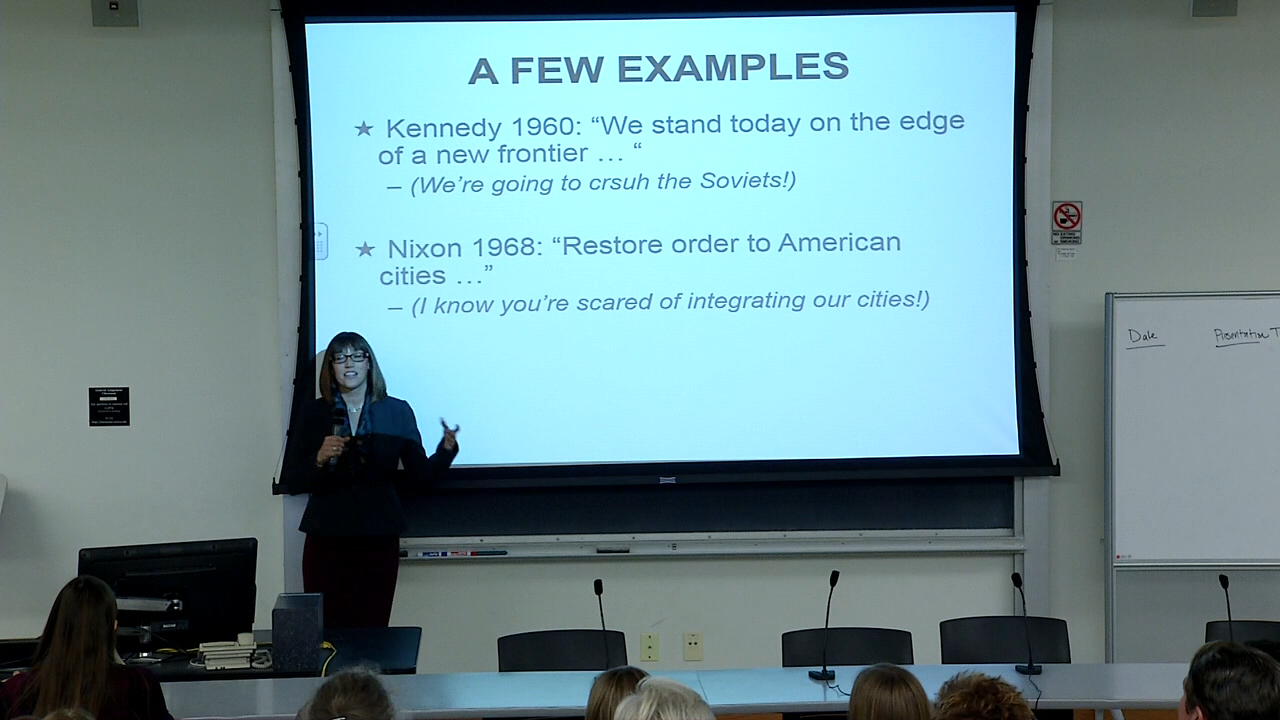 A FEW EXAMPLES
★ Kennedy 1960: “We stand today on the edge
of a new frontier … “
– (We’re going to crsuh the Soviets!)
★ Nixon 1968: “Restore order to American
cities …”
– (I know you’re scared of integrating our cities!)
Date